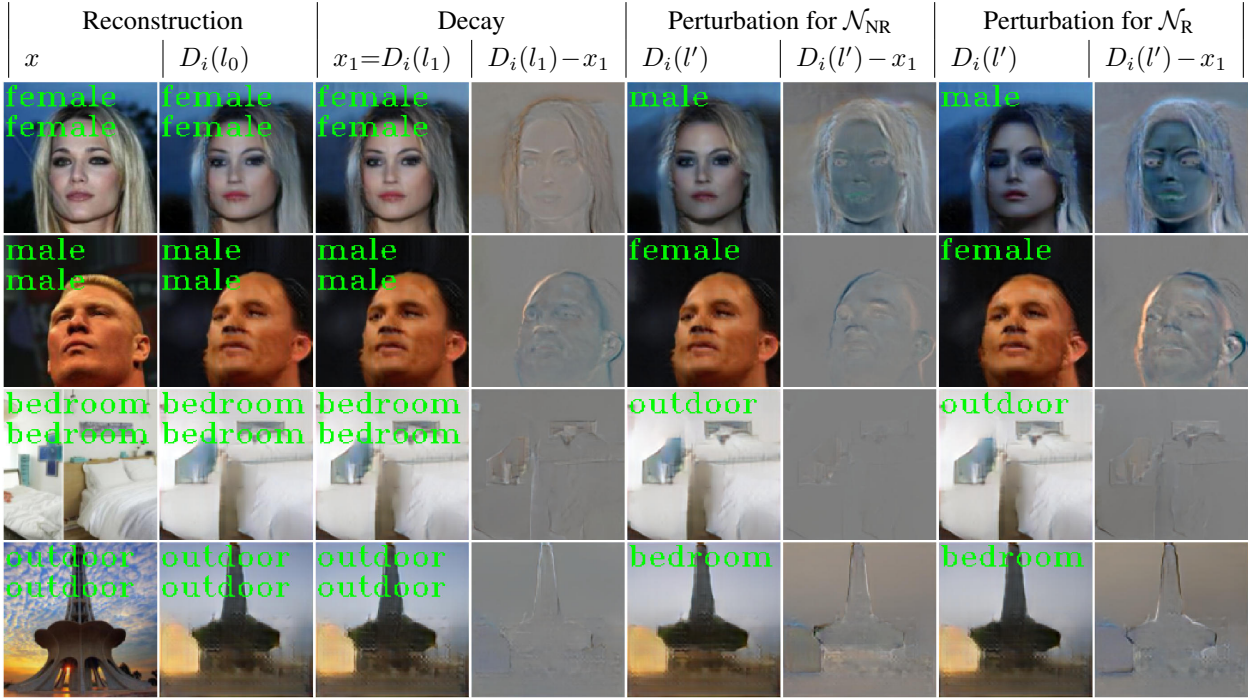 Reconstruction Decay Perturbation for 𝒩_NR Perturbation for 𝒩_R
x D_i(l_0) x_1=D_i(l_1) D_i(l_1)−x_1 D_i(l′) D_i(l′)−x_1 D_i(l′) D_i(l′)−x_1
female female female male male
female female female
male male male female female
male male male
bedroom bedroom bedroom outdoor outdoor
bedroom bedroom bedroom
outdoor outdoor outdoor bedroom bedroom
outdoor outdoor outdoor